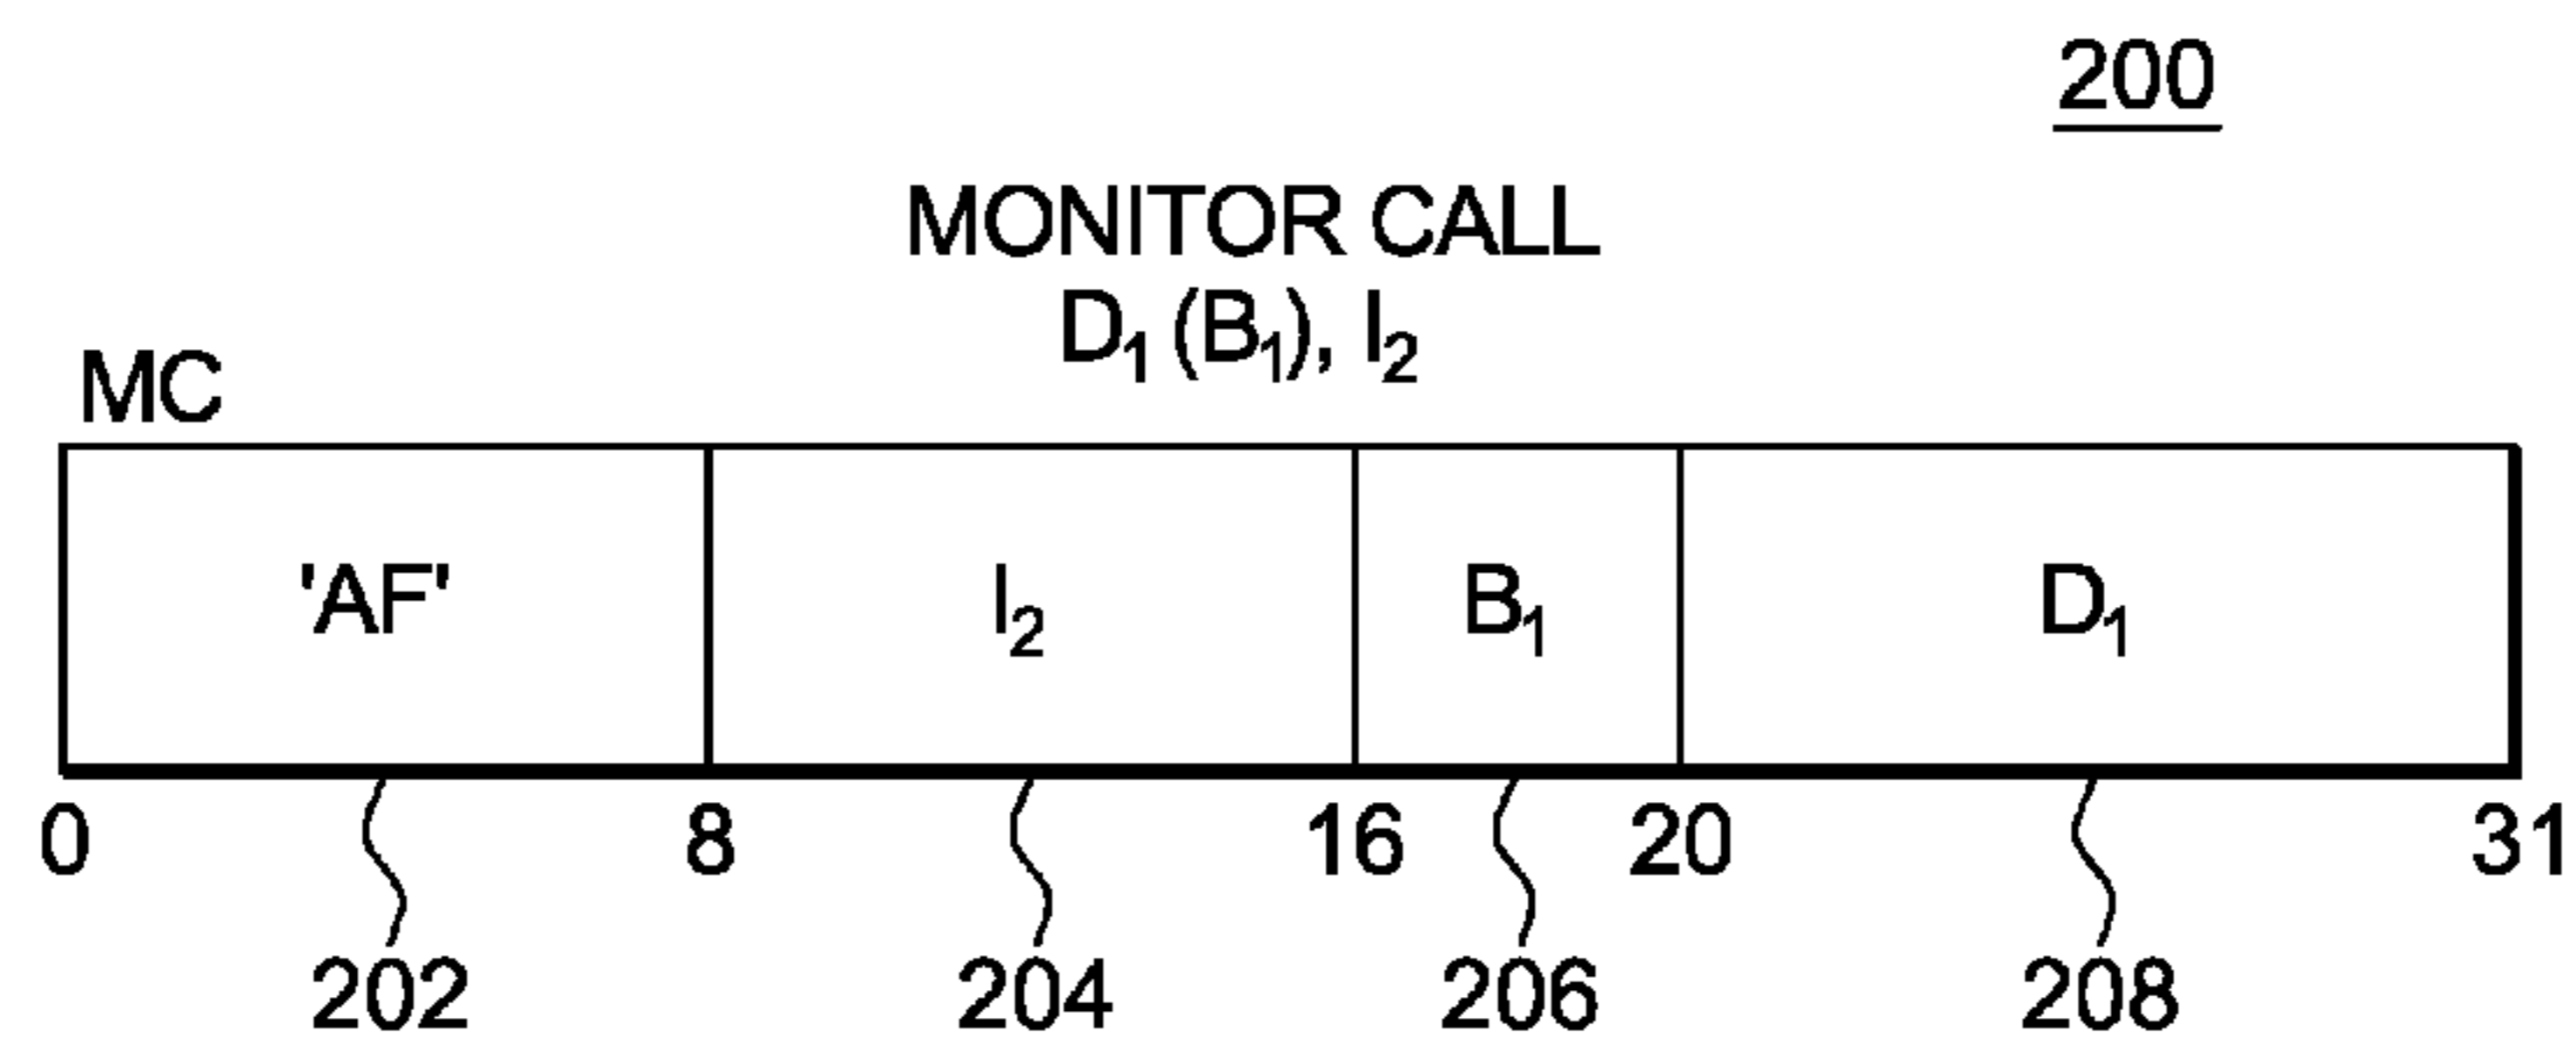 200
MONITOR CALL
D₁ (B₁), I₂
MC
'AF' I₂ B₁ D₁
0 8 16 20 31
202 204 206 208